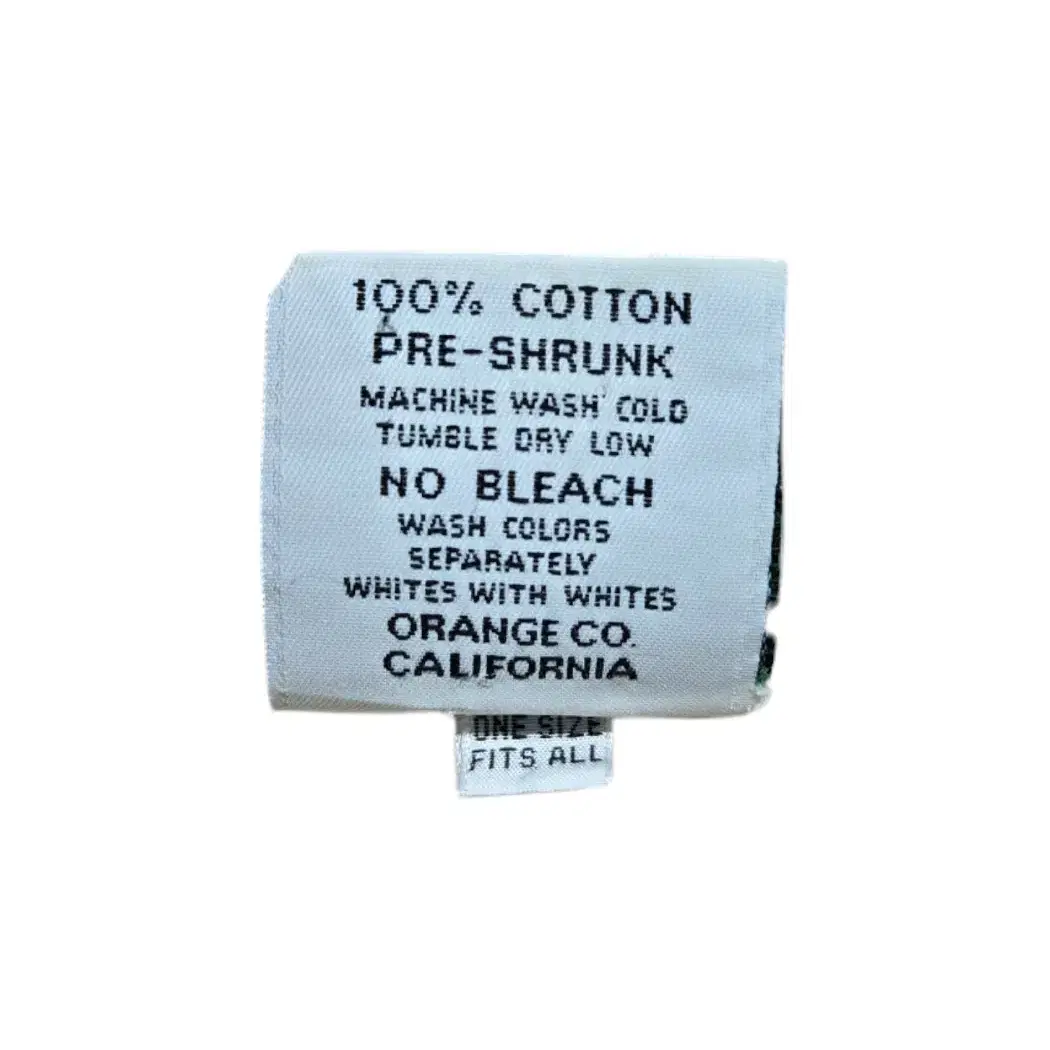 100% COTTON
PRE-SHRUNK
MACHINE WASH COLD
TUMBLE DRY LOW
NO BLEACH
WASH COLORS
SEPARATELY
WHITES WITH WHITES
ORANGE CO.
CALIFORNIA
ONE SIZE
FITS ALL